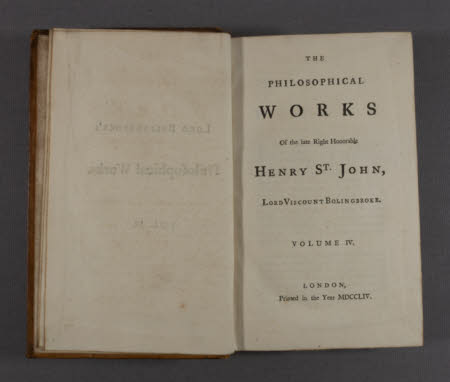 THE
PHILOSOPHICAL
WORKS
Of the late Right Honorable
HENRY ST. JOHN,
LORD VISCOUNT BOLINGBROKE.
VOLUME IV.
LONDON,
Printed in the Year MDCCLIV.